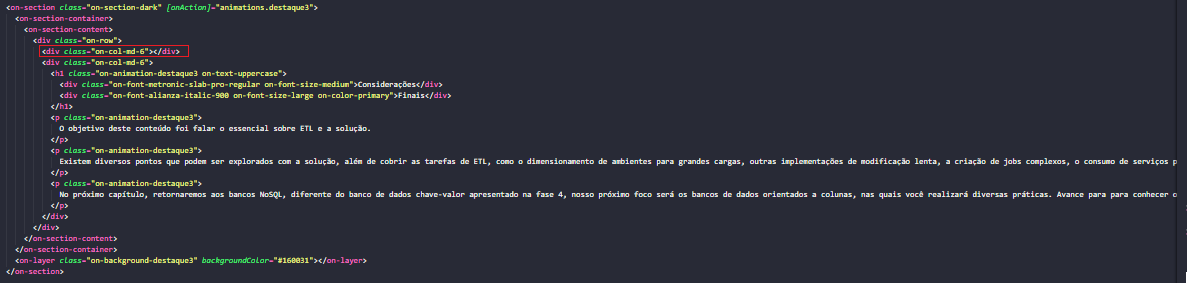 <on-section class="on-section-dark" [onAction]="animations.destaque3">
<on-section-container>
<on-section-content>
<div class="on-row">
<div class="on-col-md-6"></div>
<div class="on-col-md-6">
<h1 class="on-animation-destaque3 on-text-uppercase">
<div class="on-font-metronic-slab-pro-regular on-font-size-medium">Considerações</div>
<div class="on-font-alianza-italic-900 on-font-size-large on-color-primary">Finais</div>
</h1>
<p class="on-animation-destaque3">
O objetivo deste conteúdo foi falar o essencial sobre ETL e a solução.
</p>
<p class="on-animation-destaque3">
Existem diversos pontos que podem ser explorados com a solução, além de cobrir as tarefas de ETL, como o dimensionamento de ambientes para grandes cargas, outras implementações de modificação lenta, a criação de jobs complexos, o consumo de serviços p
</p>
<p class="on-animation-destaque3">
No próximo capítulo, retornaremos aos bancos NoSQL, diferente do banco de dados chave-valor apresentado na fase 4, nosso próximo foco será os bancos de dados orientados a colunas, nas quais você realizará diversas práticas. Avance para para conhecer o
</p>
</div>
</div>
</on-section-content>
</on-section-container>
<on-layer class="on-background-destaque3" backgroundColor="#160031"></on-layer>
</on-section>